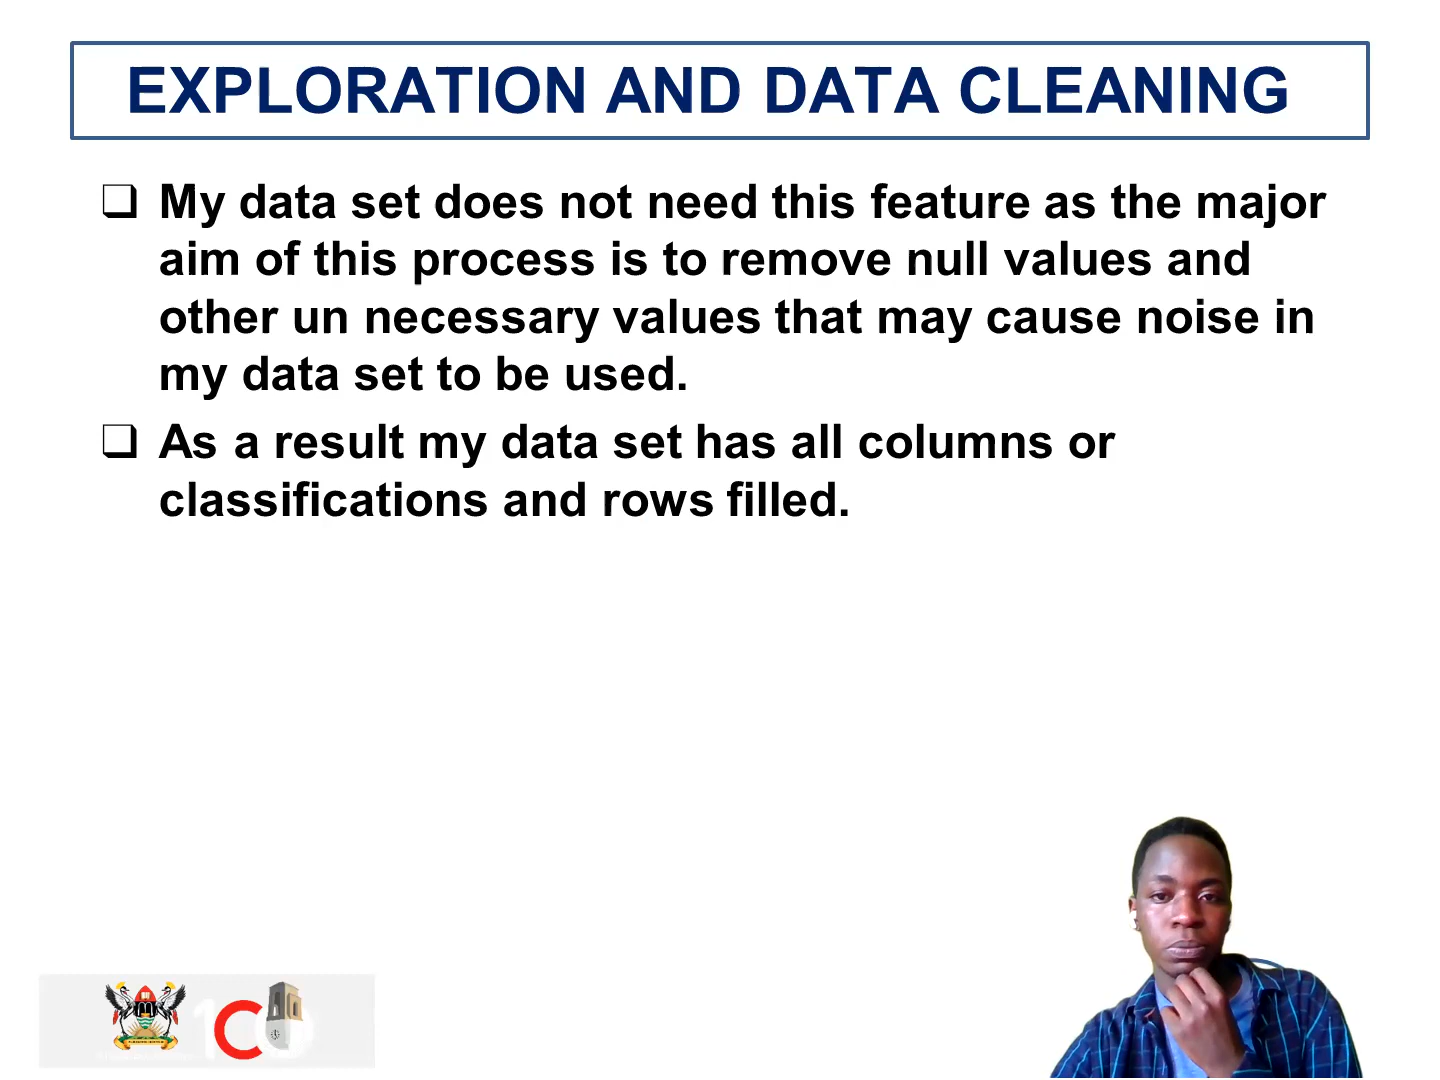 EXPLORATION AND DATA CLEANING
My data set does not need this feature as the major
aim of this process is to remove null values and
other un necessary values that may cause noise in
my data set to be used.
As a result my data set has all columns or
classifications and rows filled.
100